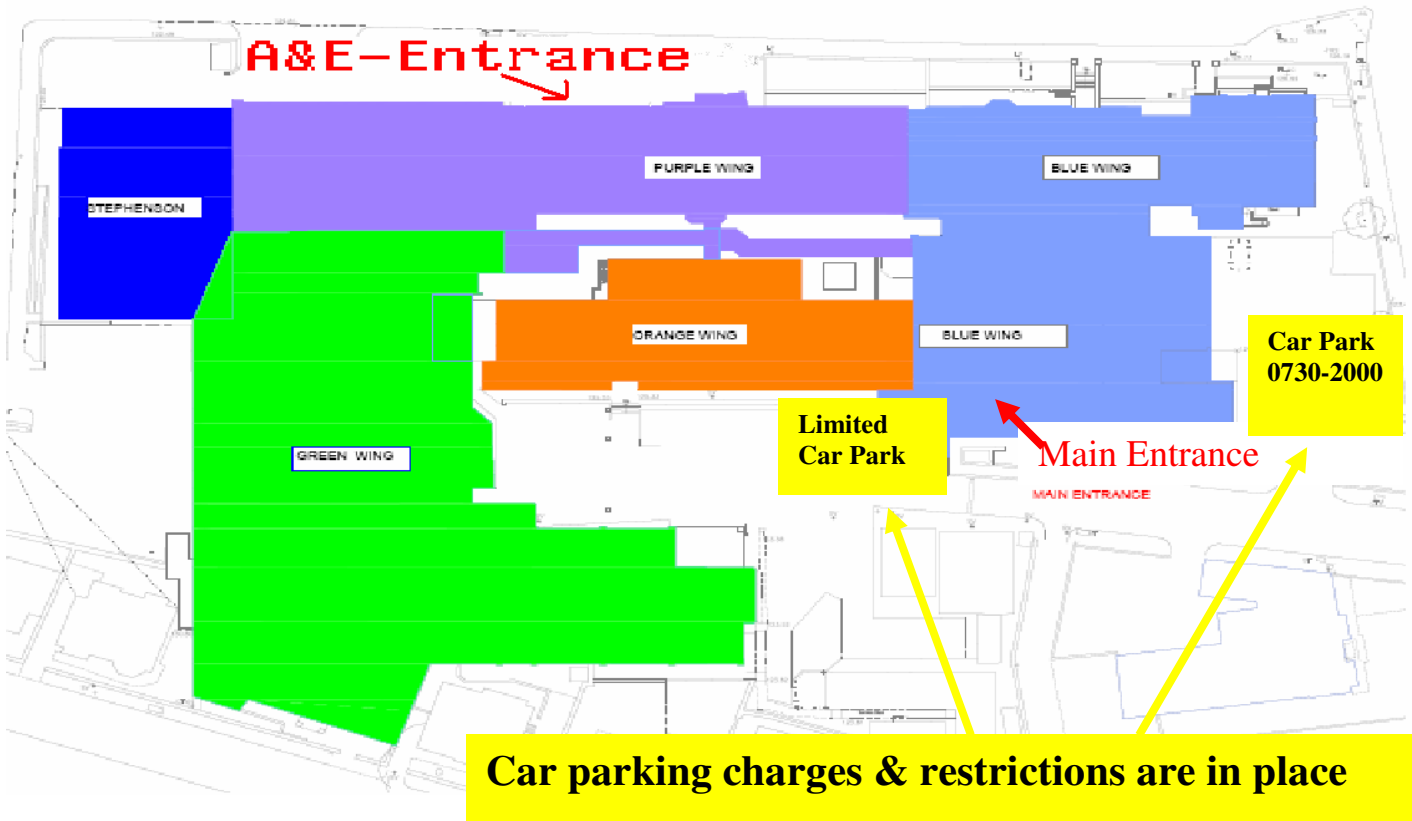 A&E-Entrance
PURPLE WING
BLUE WING
STEPHENSON
ORANGE WING
BLUE WING
Car Park
0730-2000
Limited
Car Park
Main Entrance
GREEN WING
MAIN ENTRANCE
Car parking charges & restrictions are in place